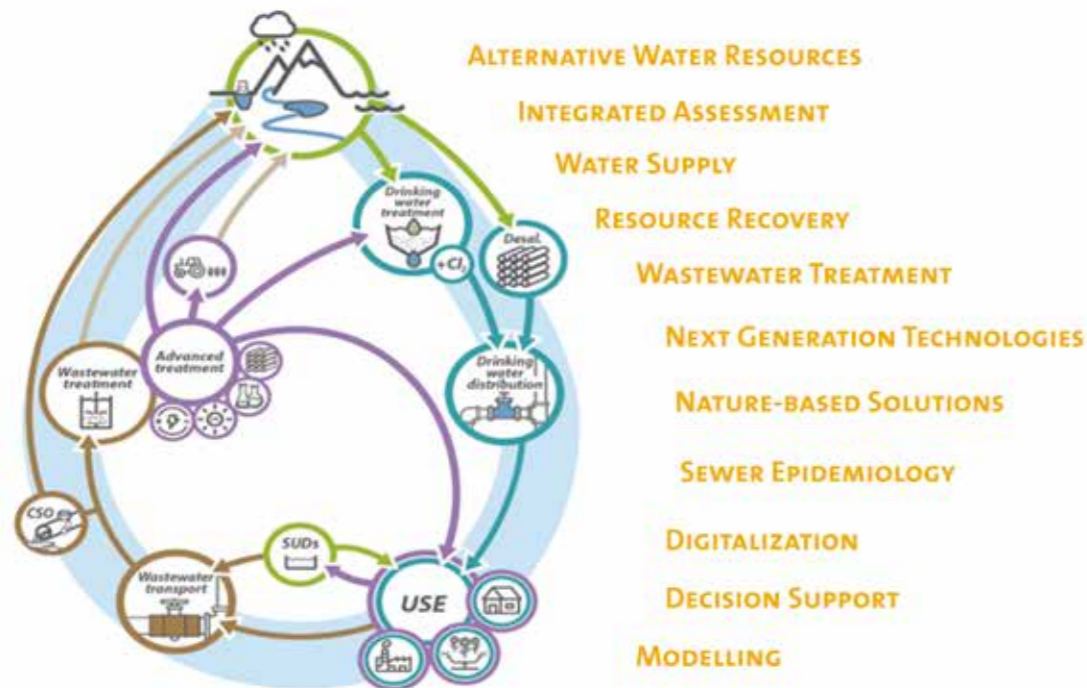 ALTERNATIVE WATER RESOURCES
INTEGRATED ASSESSMENT
WATER SUPPLY
RESOURCE RECOVERY
WASTEWATER TREATMENT
NEXT GENERATION TECHNOLOGIES
NATURE-BASED SOLUTIONS
SEWER EPIDEMIOLOGY
DIGITALIZATION
DECISION SUPPORT
MODELLING
Drinking
water
treatment
+Cl₂
Desal.
Drinking
water
distribution
Advanced
treatment
Wastewater
treatment
CSO
SUDs
Wastewater
transport
USE